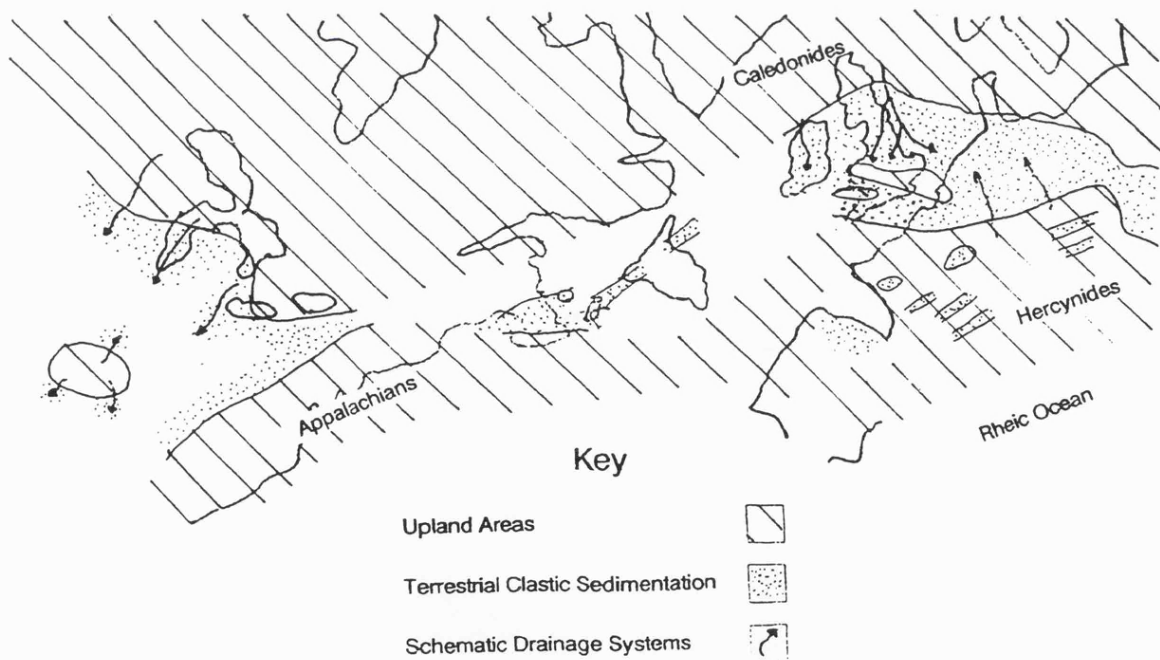 Caledonides
Hercynides
Appalachians
Rheic Ocean
Key
Upland Areas
Terrestrial Clastic Sedimentation
Schematic Drainage Systems